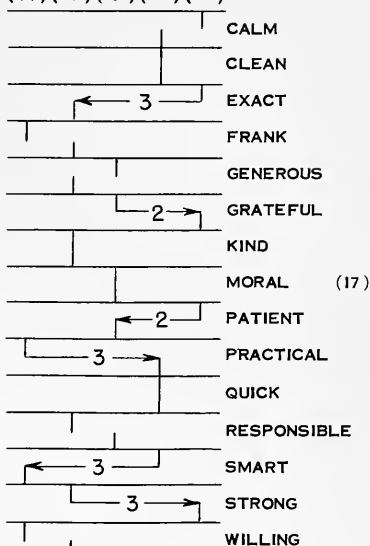 CALM
CLEAN
3 EXACT
FRANK
GENEROUS
2 GRATEFUL
KIND
MORAL (17)
2 PATIENT
3 PRACTICAL
QUICK
RESPONSIBLE
3 SMART
3 STRONG
WILLING